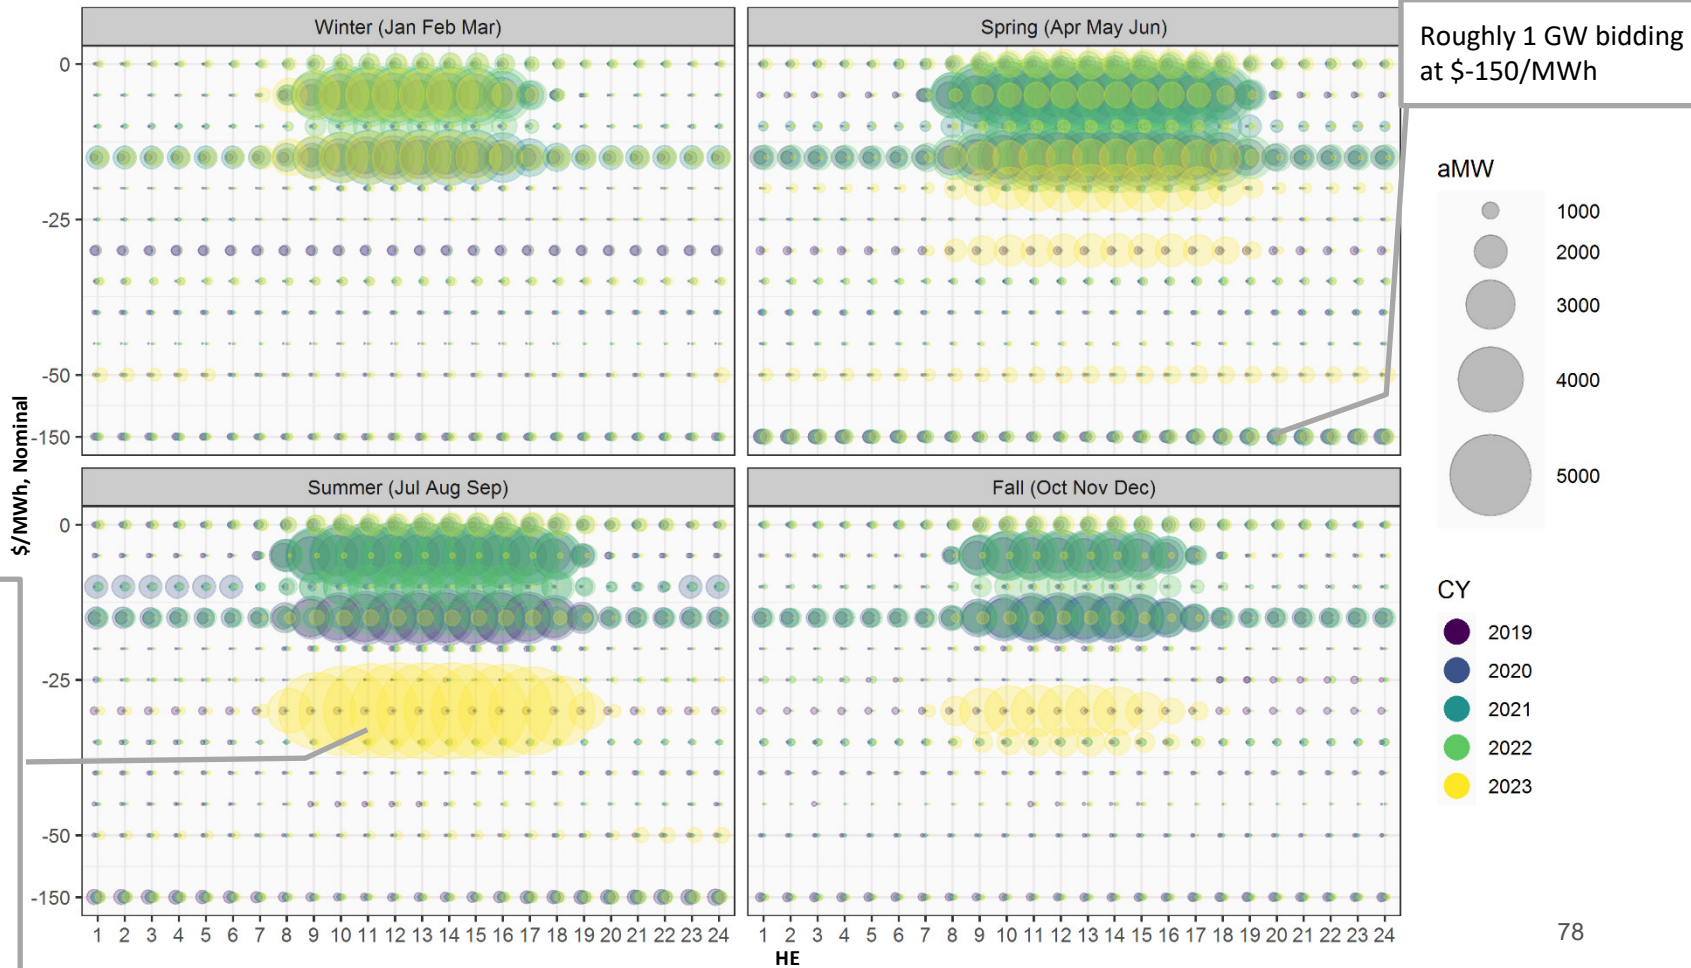 Winter (Jan Feb Mar)
Spring (Apr May Jun)
Roughly 1 GW bidding
at $-150/MWh
0
-25
-50
-150
$/MWh, Nominal
Summer (Jul Aug Sep)
Fall (Oct Nov Dec)
0
-25
-50
-150
1 2 3 4 5 6 7 8 9 10 11 12 13 14 15 16 17 18 19 20 21 22 23 24
1 2 3 4 5 6 7 8 9 10 11 12 13 14 15 16 17 18 19 20 21 22 23 24
HE
aMW
1000
2000
3000
4000
5000
CY
2019
2020
2021
2022
2023
78